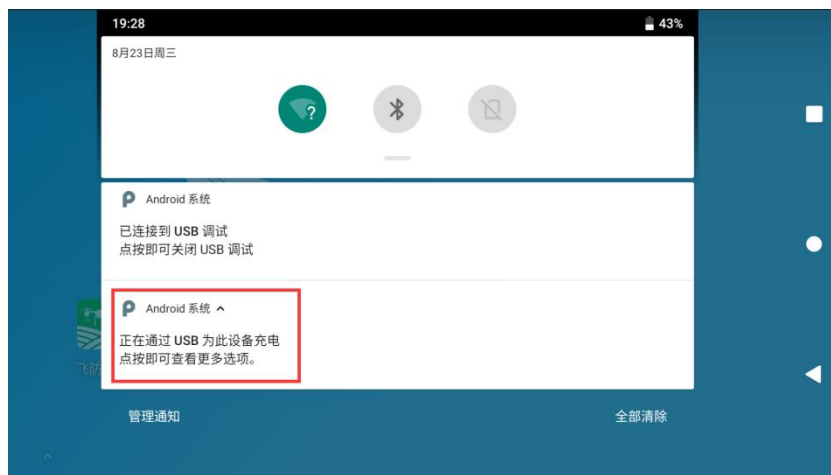 19:28
43%
8月23日周三
?
Android 系统
已连接到 USB 调试
点按即可关闭 USB 调试
Android 系统
正在通过 USB 为此设备充电
点按即可查看更多选项。
飞防
管理通知
全部清除